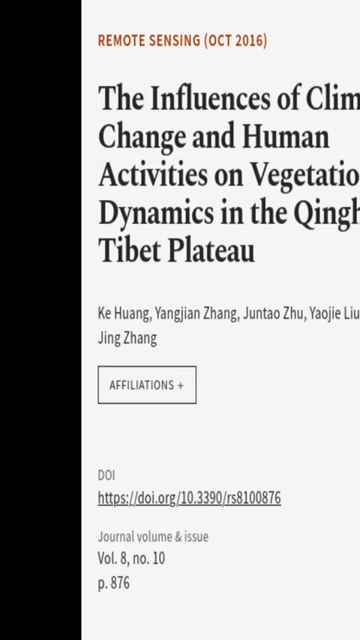 REMOTE SENSING (OCT 2016)
The Influences of Clim
Change and Human
Activities on Vegetatio
Dynamics in the Qingh
Tibet Plateau
Ke Huang, Yangjian Zhang, Juntao Zhu, Yaojie Liu
Jing Zhang
AFFILIATIONS +
DOI
https://doi.org/10.3390/rs8100876
Journal volume & issue
Vol. 8, no. 10
p. 876